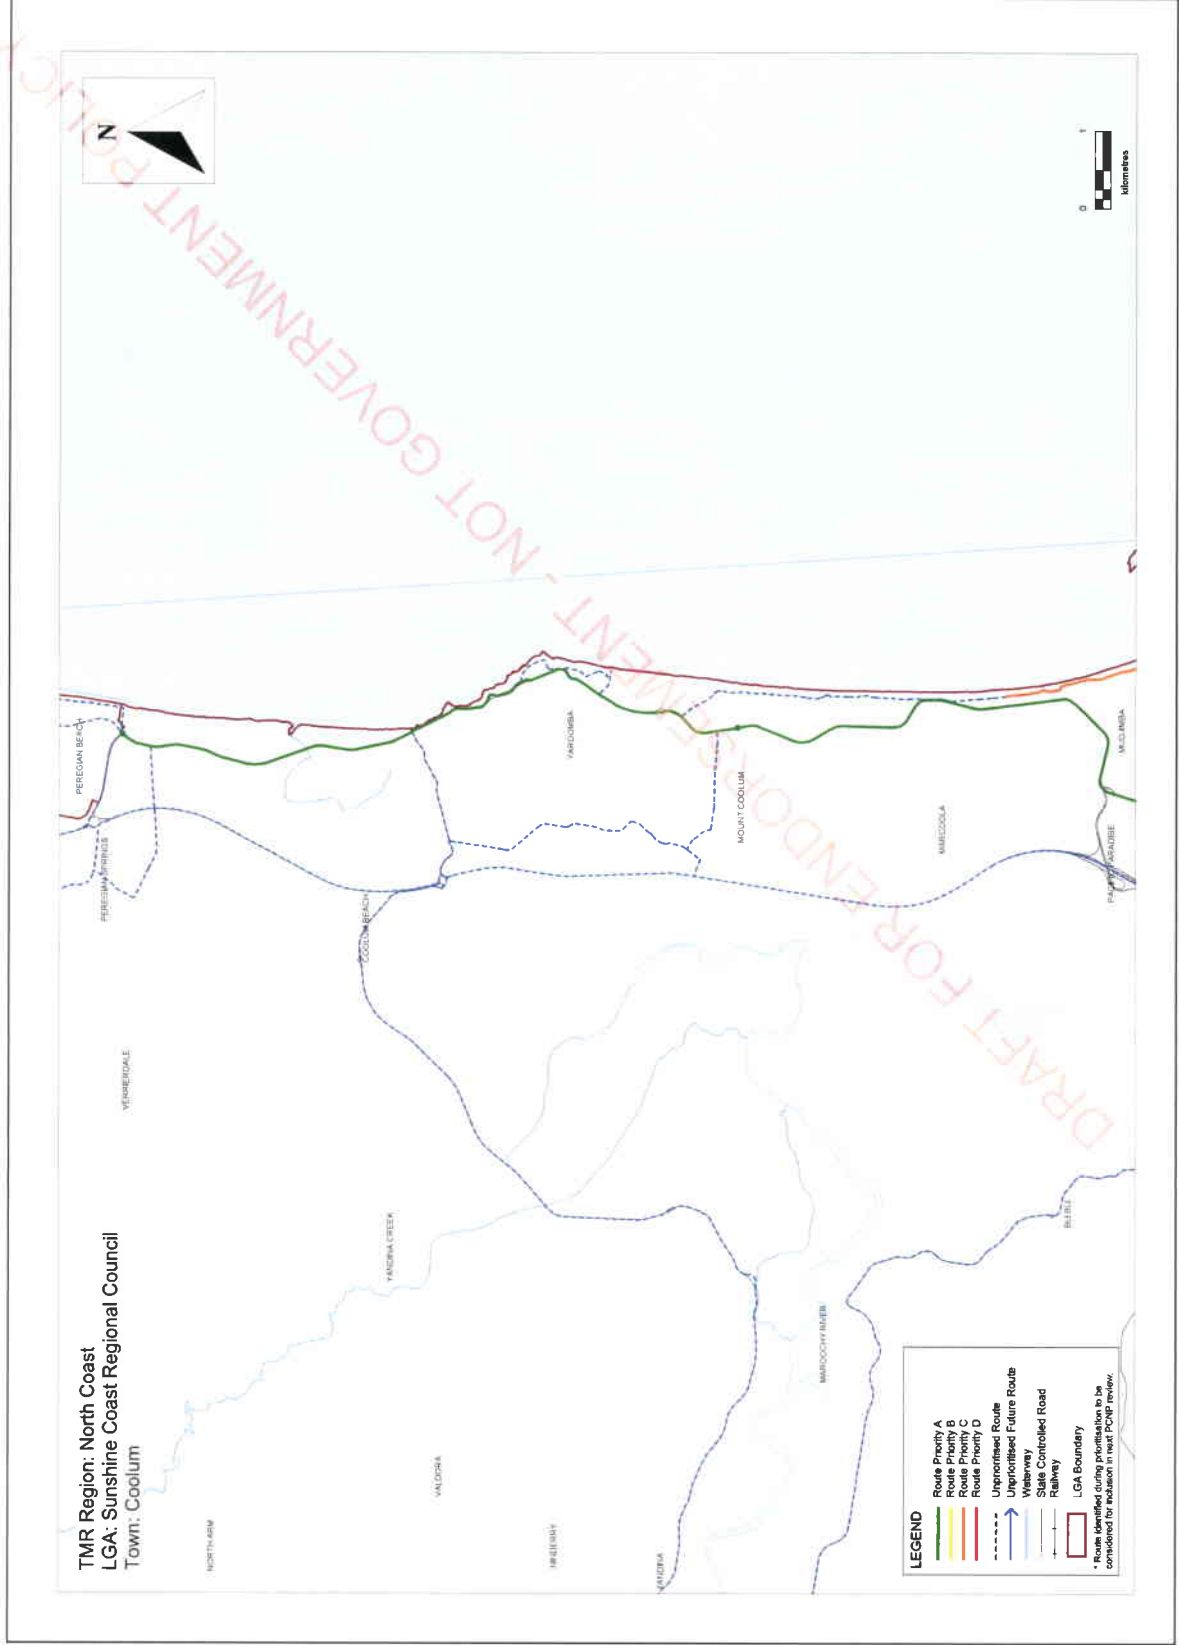 TMR Region: North Coast
LGA: Sunshine Coast Regional Council
Town: Coolum
N
DRAFT FOR ENDORSEMENT - NOT GOVERNMENT POLICY
PEREGIAN BEACH
PEREGIAN SPRINGS
VERRIERDALE
COOLUM BEACH
YANDINA CREEK
NORTH ARM
VALDORA
NINDERRY
YANDINA
YAROOMBA
MOUNT COOLUM
MARCOOLA
MUDJIMBA
PACIFIC PARADISE
MAROOCHY RIVER
BLI BLI
0 1
kilometres
LEGEND
Route Priority A
Route Priority B
Route Priority C
Route Priority D
Unprioritised Route
Unprioritised Future Route
Waterway
State Controlled Road
Railway
LGA Boundary
* Route identified during prioritisation to be
considered for inclusion in next PCNP review.